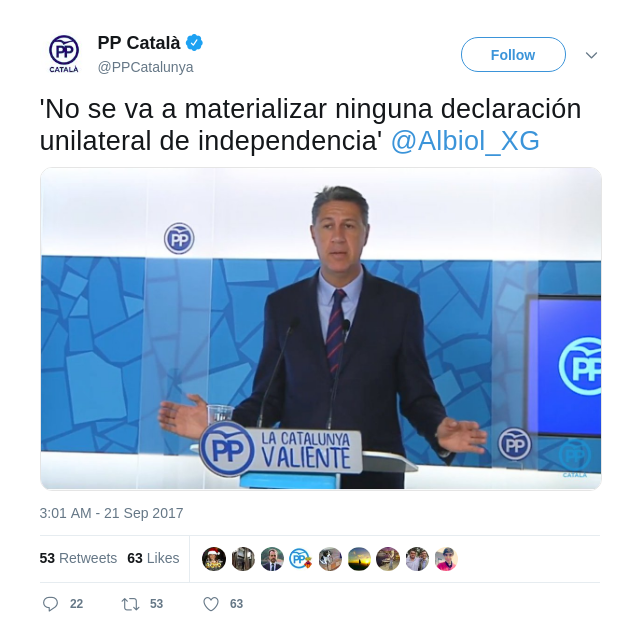 PP Català
@PPCatalunya
Follow
PP
CATALÀ
'No se va a materializar ninguna declaración
unilateral de independencia' @Albiol_XG
PP
PP
PP
CATALÀ
PP
LA CATALUNYA
VALIENTE
PP
3:01 AM - 21 Sep 2017
53 Retweets 63 Likes
22 53 63